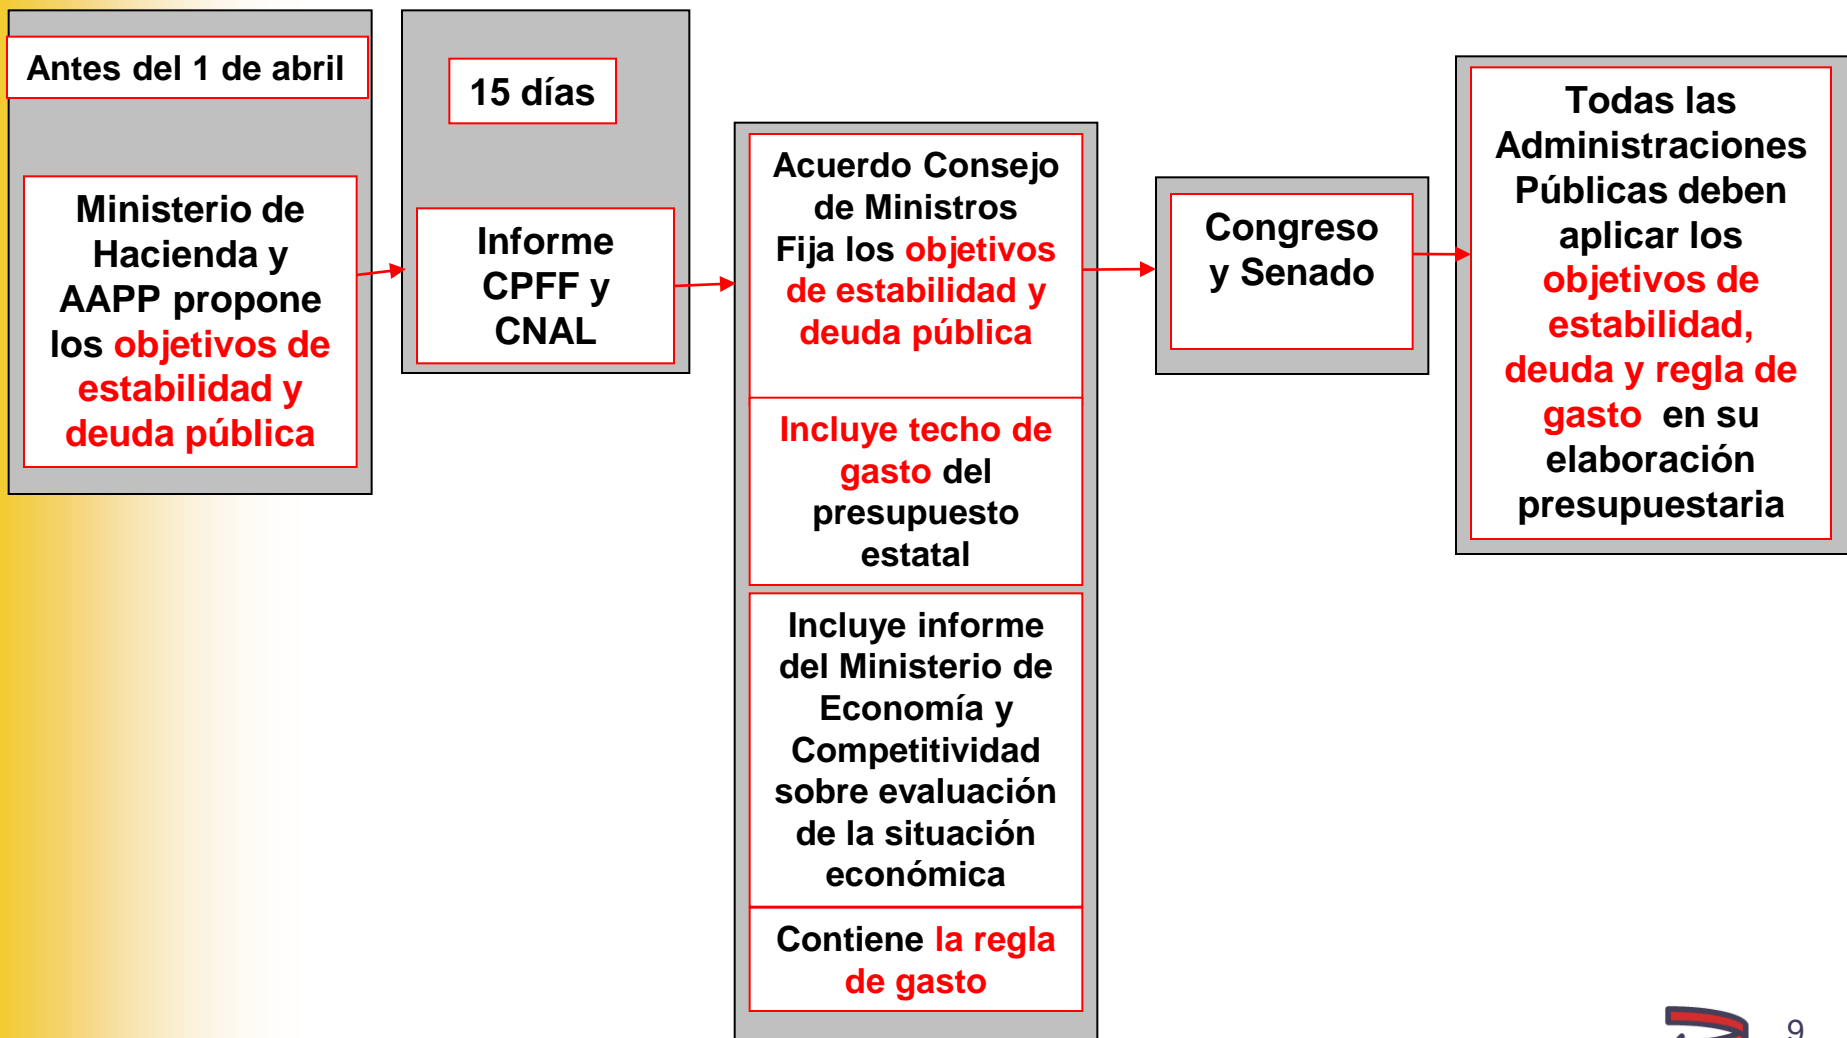 Antes del 1 de abril
Ministerio de
Hacienda y
AAPP propone
los objetivos de
estabilidad y
deuda pública
15 días
Informe
CPFF y
CNAL
Acuerdo Consejo
de Ministros
Fija los objetivos
de estabilidad y
deuda pública
Incluye techo de
gasto del
presupuesto
estatal
Incluye informe
del Ministerio de
Economía y
Competitividad
sobre evaluación
de la situación
económica
Contiene la regla
de gasto
Congreso
y Senado
Todas las
Administraciones
Públicas deben
aplicar los
objetivos de
estabilidad,
deuda y regla de
gasto en su
elaboración
presupuestaria
9